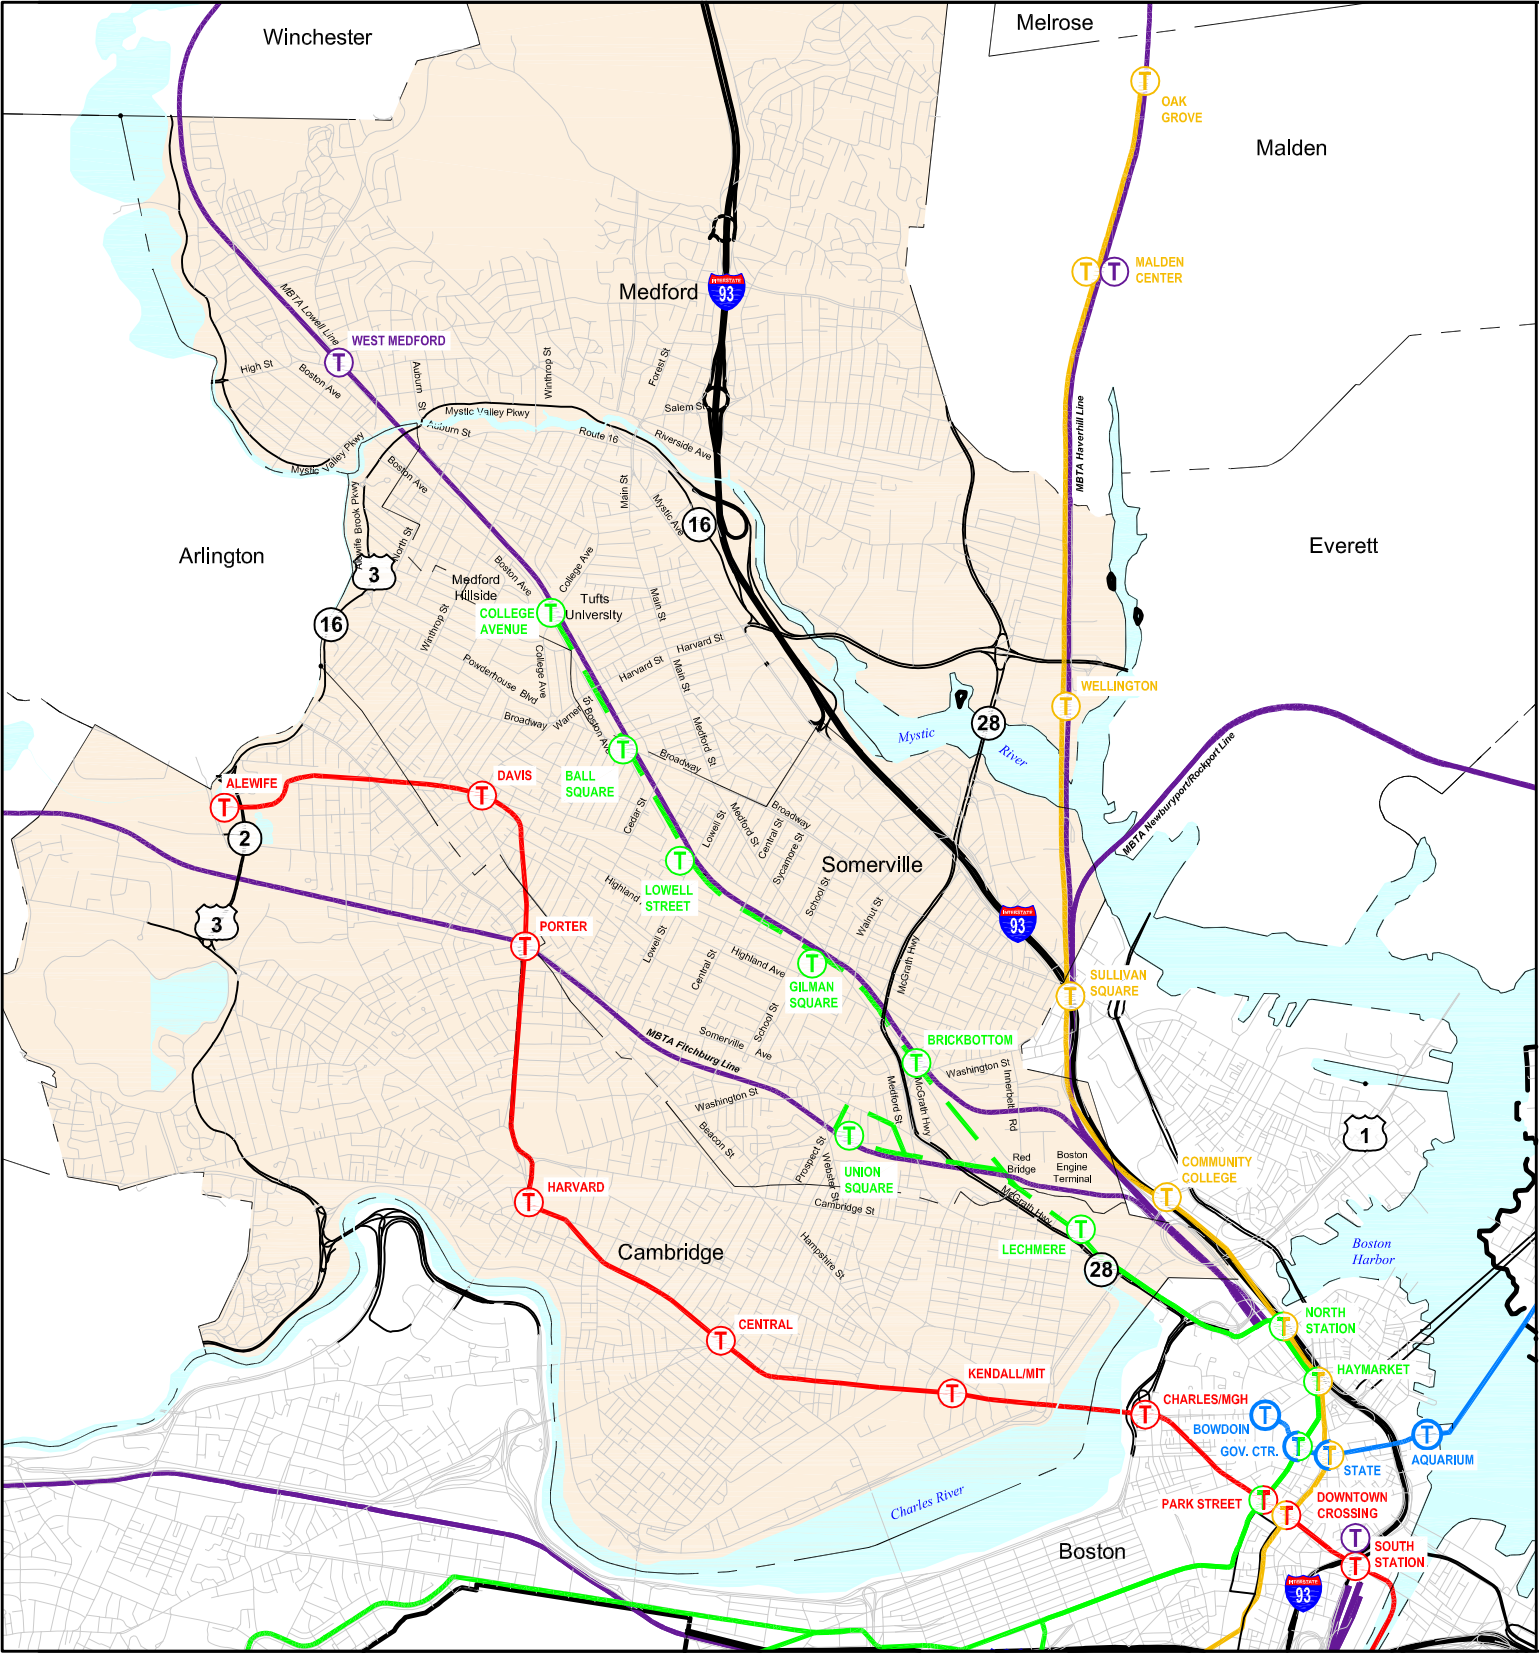 Winchester
Melrose
T
OAK
GROVE
Malden
T
T
MALDEN
CENTER
Medford
INTERSTATE
93
MBTA Lowell Line
WEST MEDFORD
T
High St
Boston Ave
Auburn St
Winthrop St
Forest St
Salem St
Mystic Valley Pkwy
Auburn St
Route 16
Riverside Ave
Mystic Valley Pkwy
Boston Ave
Main St
Mystic Ave
16
MBTA Haverhill Line
Alewife Brook Pkwy
North St
Arlington
Everett
3
16
Medford
Hillside
Boston Ave
College Ave
Tufts
University
COLLEGE
AVENUE
T
Winthrop St
Main St
Harvard St
Harvard St
Main St
College Ave
Powderhouse Blvd
Broadway
Warner St
Boston Ave
Medford St
Broadway
WELLINGTON
T
28
Mystic
River
MBTA Newburyport/Rockport Line
ALEWIFE
T
2
3
DAVIS
T
BALL
SQUARE
T
Cedar St
Lowell St
Medford St
Central St
Broadway
Sycamore St
Somerville
T
LOWELL
STREET
Highland
School St
Walnut St
INTERSTATE
93
PORTER
T
Lowell St
Central St
Highland Ave
School St
T
GILMAN
SQUARE
McGrath Hwy
SULLIVAN
SQUARE
T
MBTA Fitchburg Line
Somerville Ave
BRICKBOTTOM
T
Washington St
Innerbelt Rd
Washington St
Beacon St
Medford St
McGrath Hwy
1
T
Prospect St
Webster St
UNION
SQUARE
Red
Bridge
Boston
Engine
Terminal
COMMUNITY
COLLEGE
T
HARVARD
T
Cambridge St
McGrath Hwy
Hampshire St
Cambridge
LECHMERE
T
28
Boston
Harbor
CENTRAL
T
NORTH
STATION
T
KENDALL/MIT
T
HAYMARKET
T
CHARLES/MGH
T
BOWDOIN
T
GOV. CTR.
T
T
STATE
T
AQUARIUM
Charles River
PARK STREET
T
DOWNTOWN
CROSSING
T
Boston
T
SOUTH
STATION
T
INTERSTATE
93